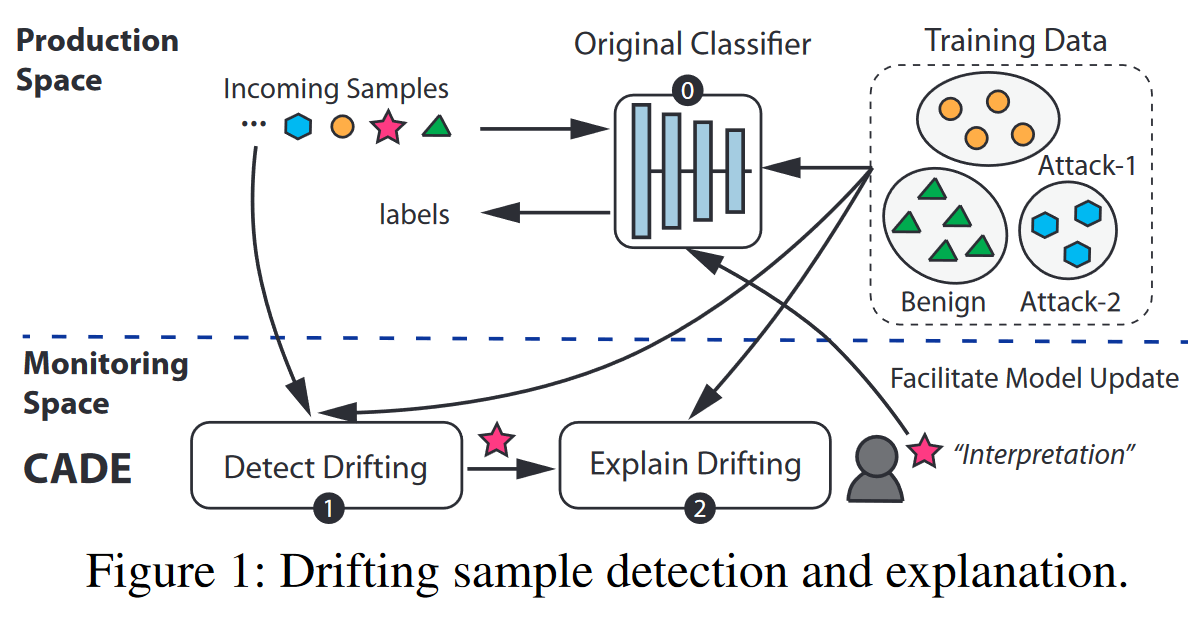 Production
Space
Original Classifier
Training Data
Incoming Samples
...
0
labels
Attack-1
Benign
Attack-2
Monitoring
Space
CADE
Facilitate Model Update
Detect Drifting
1
Explain Drifting
2
“Interpretation”
Figure 1: Drifting sample detection and explanation.